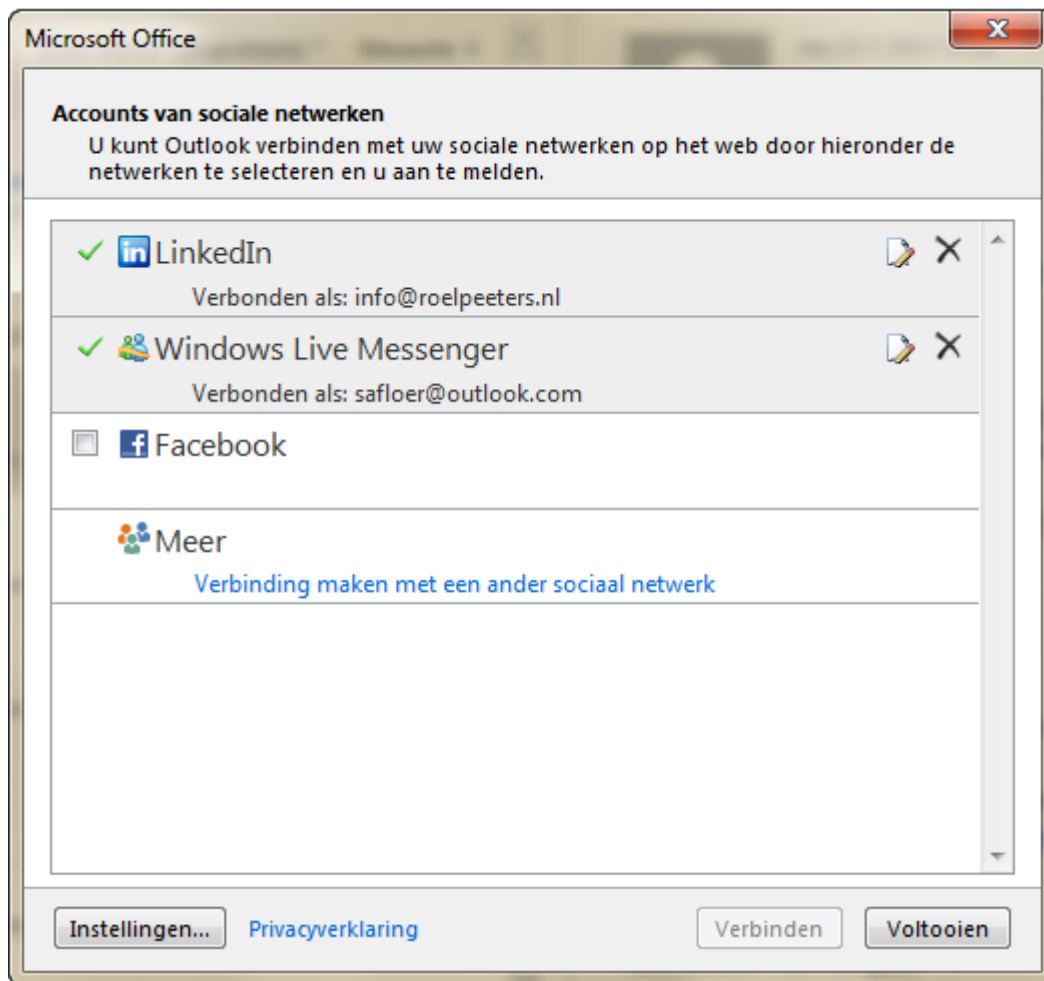 Microsoft Office
Accounts van sociale netwerken
U kunt Outlook verbinden met uw sociale netwerken op het web door hieronder de
netwerken te selecteren en u aan te melden.
in LinkedIn
Verbonden als: info@roelpeeters.nl
Windows Live Messenger
Verbonden als: safloer@outlook.com
f Facebook
Meer
Verbinding maken met een ander sociaal netwerk
Instellingen... Privacyverklaring Verbinden Voltooien